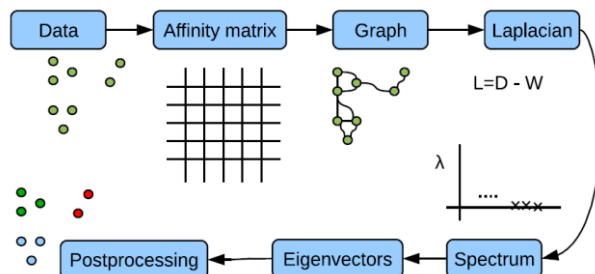 Data
Affinity matrix
Graph
Laplacian
L=D - W
λ
Postprocessing
Eigenvectors
Spectrum